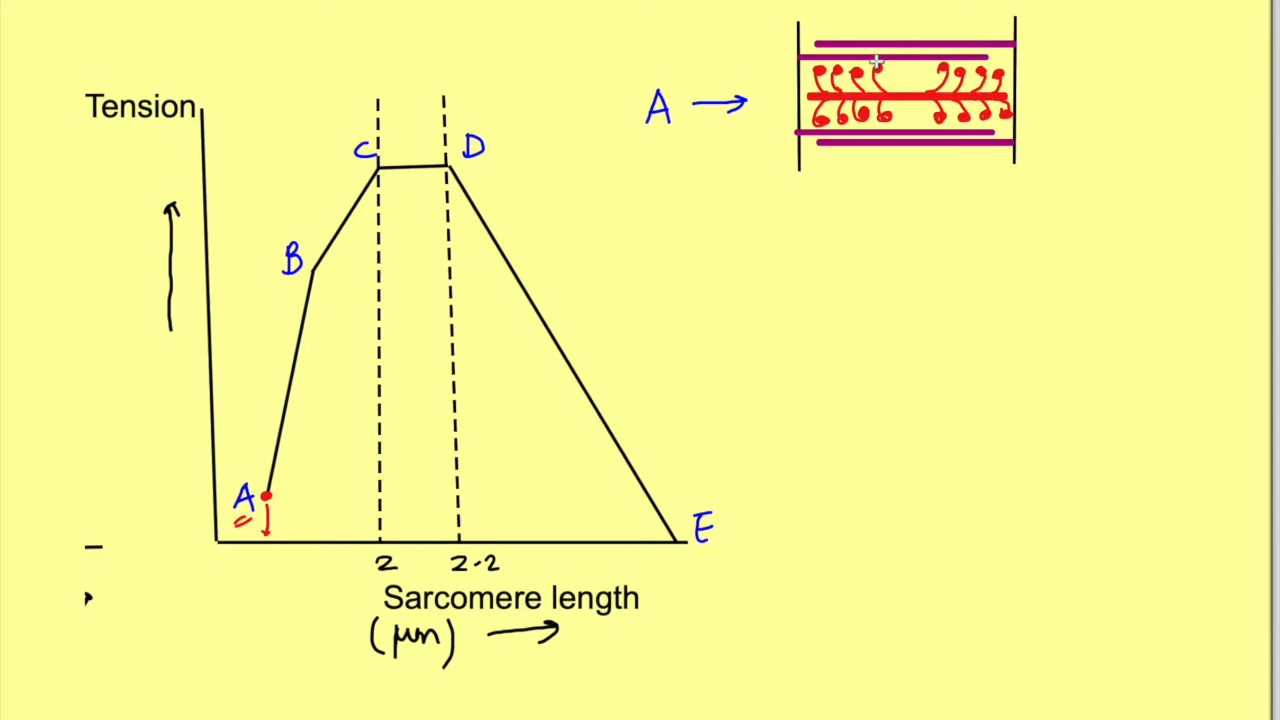 Tension
A →
C
D
B
A
E
2
2.2
Sarcomere length
(μm) →